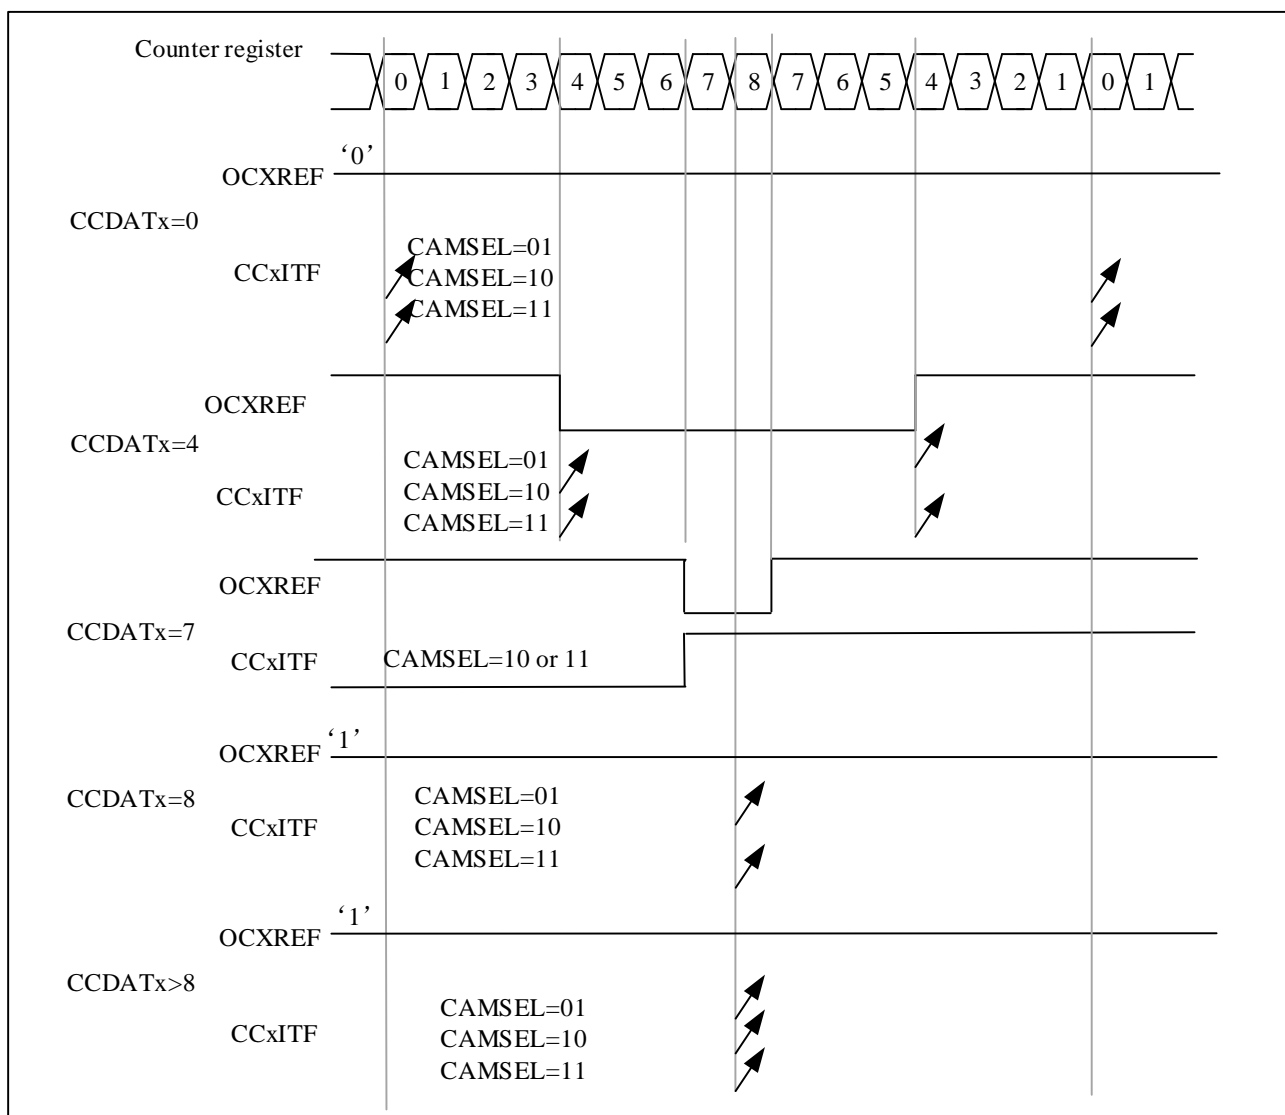 Counter register
0 1 2 3 4 5 6 7 8 7 6 5 4 3 2 1 0 1
‘0’
OCXREF
CCDATx=0
CAMSEL=01
CCxITF
CAMSEL=10
CAMSEL=11
OCXREF
CCDATx=4
CAMSEL=01
CCxITF
CAMSEL=10
CAMSEL=11
OCXREF
CCDATx=7
CCxITF
CAMSEL=10 or 11
‘1’
OCXREF
CCDATx=8
CAMSEL=01
CCxITF
CAMSEL=10
CAMSEL=11
‘1’
OCXREF
CCDATx>8
CAMSEL=01
CCxITF
CAMSEL=10
CAMSEL=11